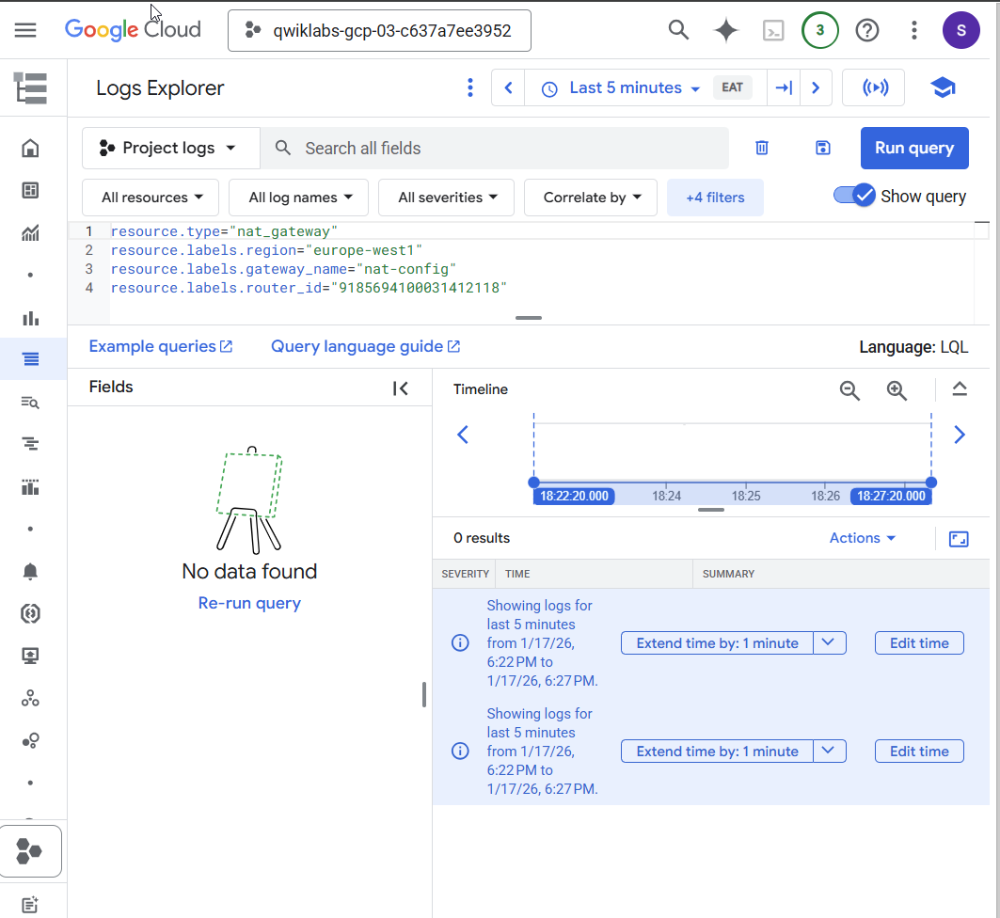 Google Cloud
qwiklabs-gcp-03-c637a7ee3952
3
S
Logs Explorer
Last 5 minutes EAT
Project logs
Search all fields
Run query
All resources
All log names
All severities
Correlate by
+4 filters
Show query
1 resource.type="nat_gateway"
2 resource.labels.region="europe-west1"
3 resource.labels.gateway_name="nat-config"
4 resource.labels.router_id="9185694100031412118"
Example queries
Query language guide
Language: LQL
Fields
No data found
Re-run query
Timeline
18:22:20.000 18:24 18:25 18:26 18:27:20.000
0 results
Actions
SEVERITY TIME SUMMARY
Showing logs for
last 5 minutes
from 1/17/26,
6:22 PM to
1/17/26, 6:27 PM.
Extend time by: 1 minute
Edit time
Showing logs for
last 5 minutes
from 1/17/26,
6:22 PM to
1/17/26, 6:27 PM.
Extend time by: 1 minute
Edit time